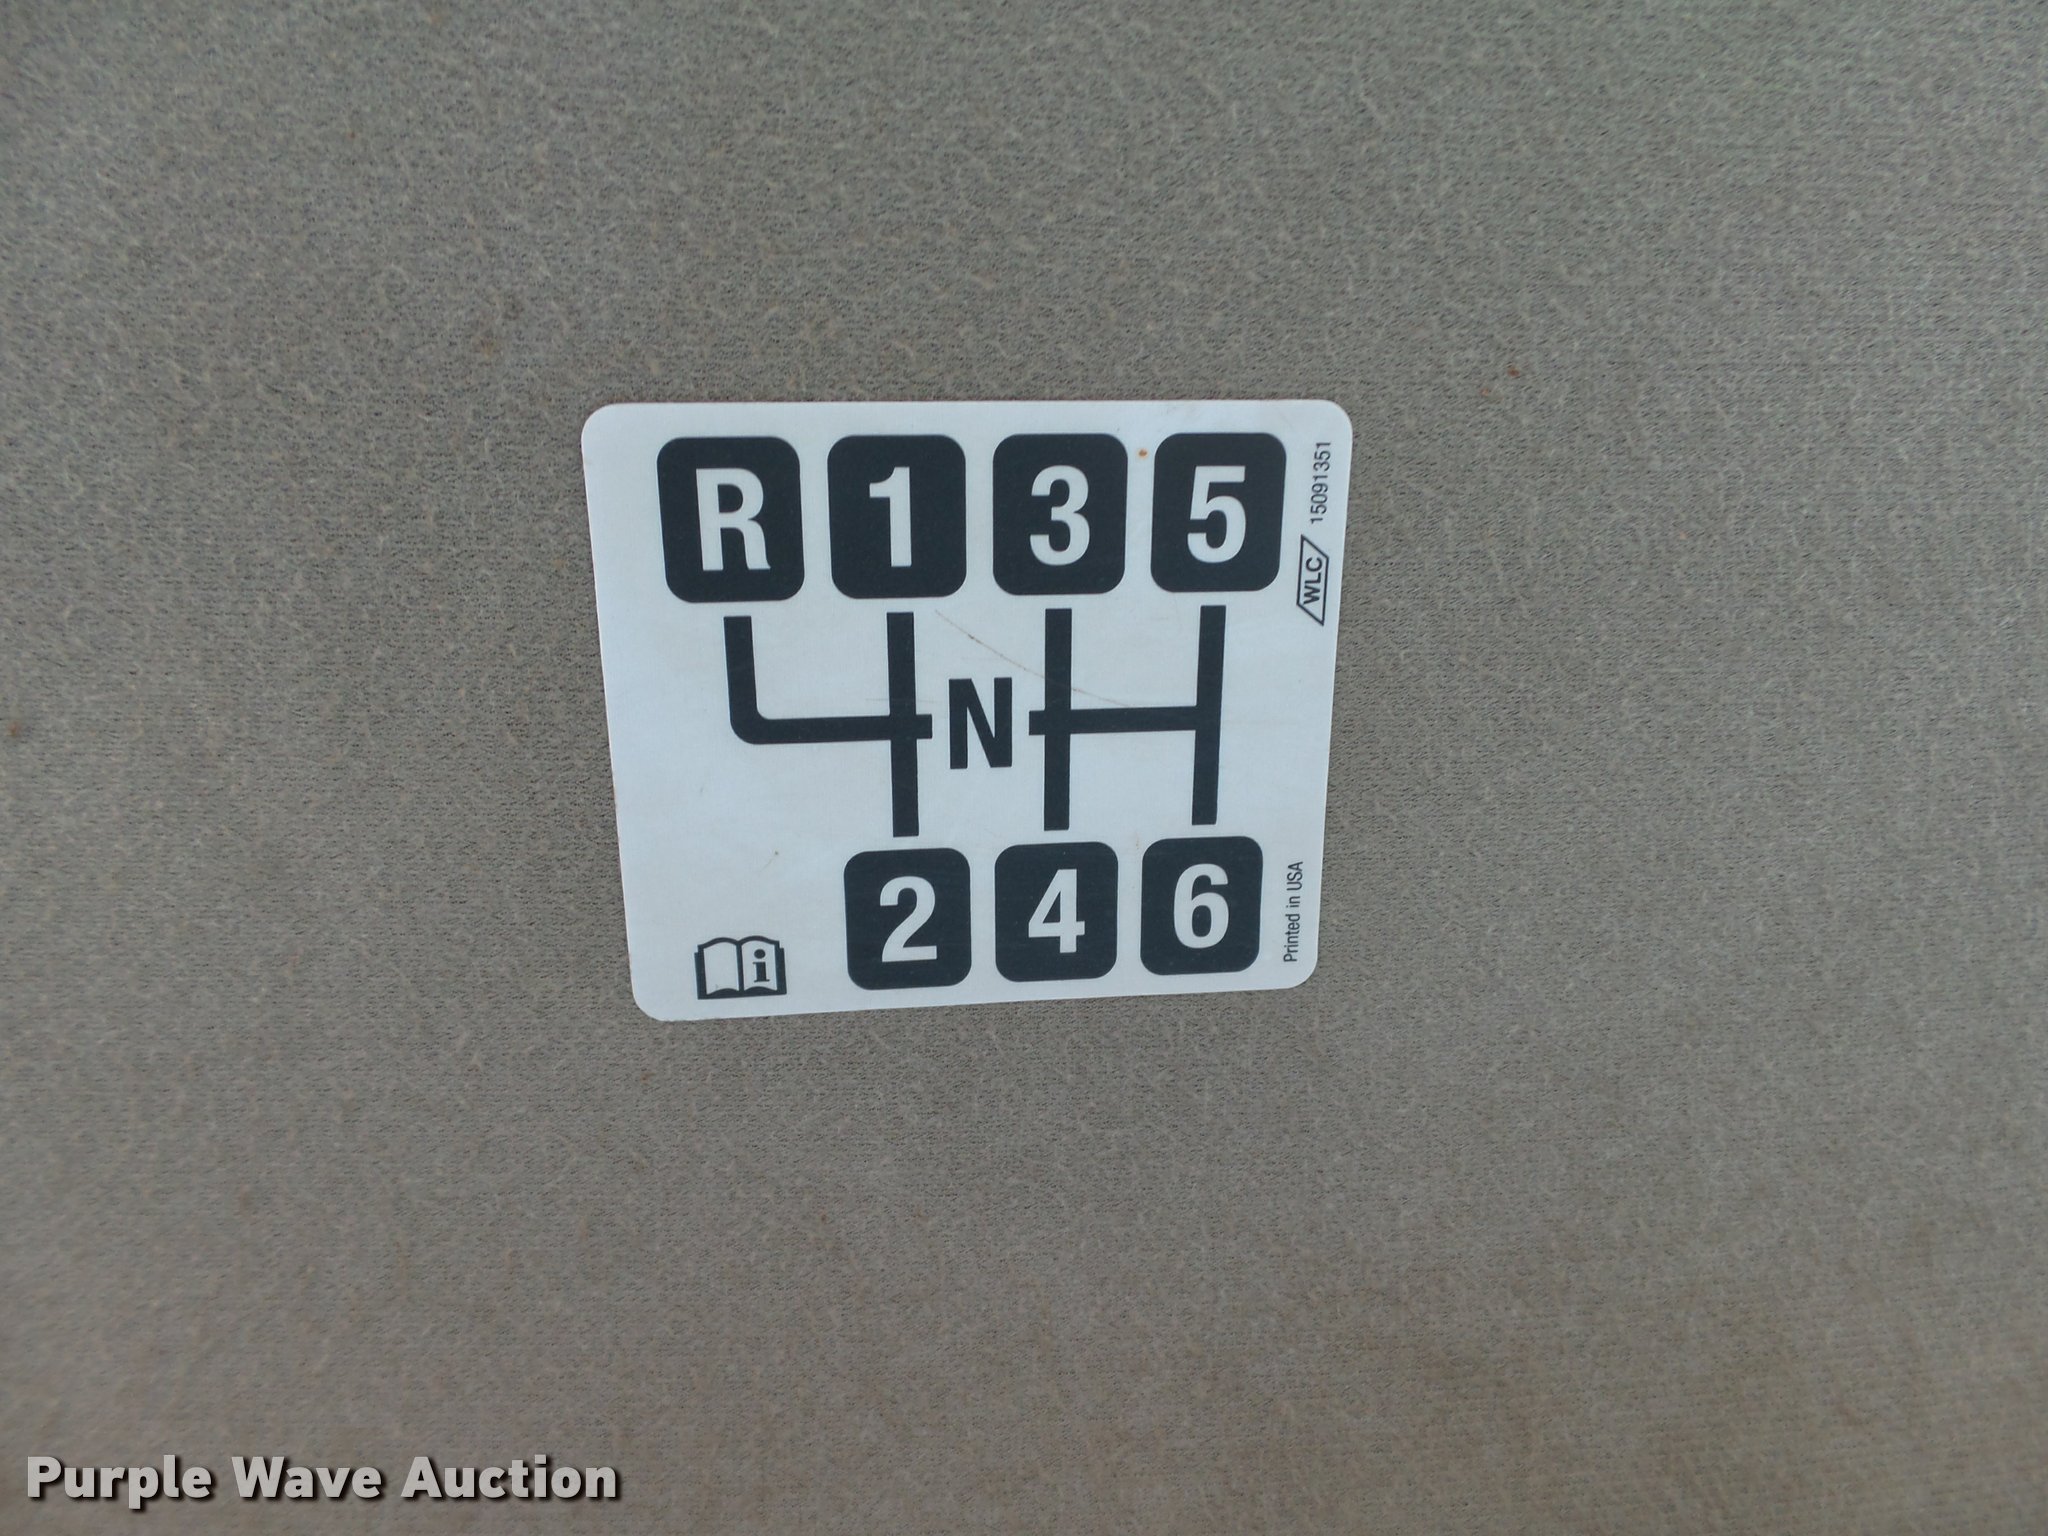 R 1 3 5
N
2 4 6
i
15091351
WLC
Printed in USA
Purple Wave Auction